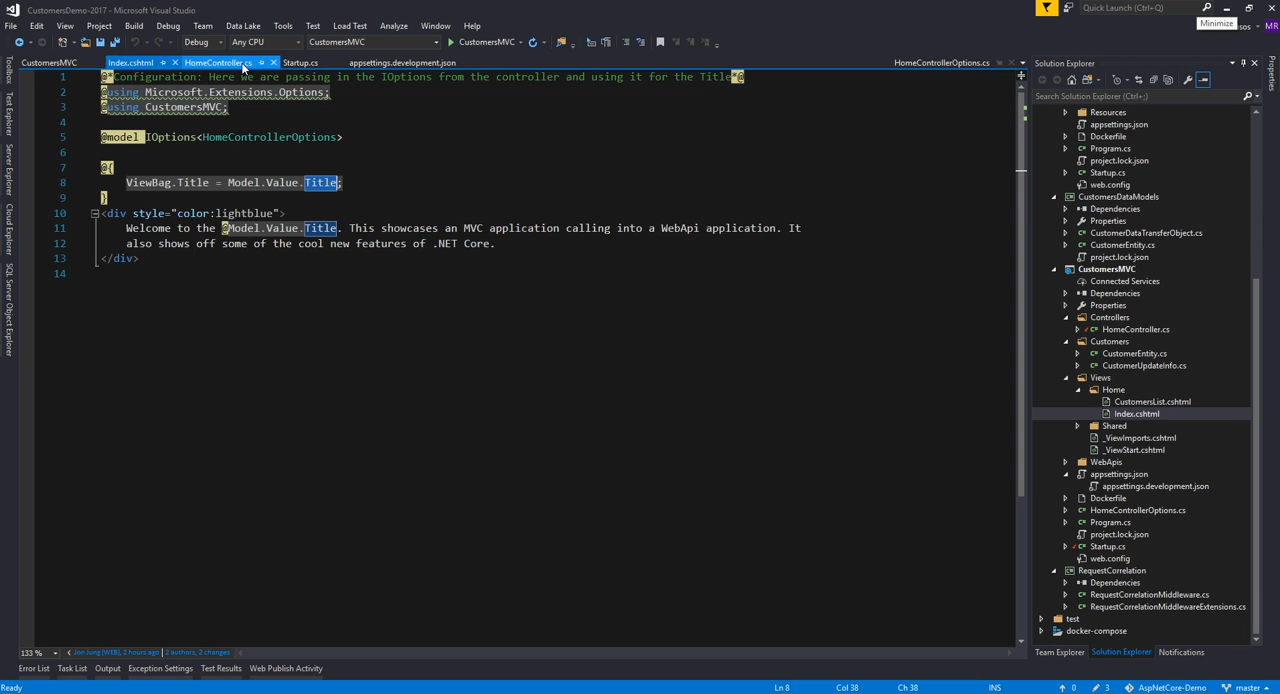 CustomersDemo-2017 - Microsoft Visual Studio
Quick Launch (Ctrl+Q)
File Edit View Project Build Debug Team Data Lake Tools Test Load Test Analyze Window Help
Minimize
MR
Debug Any CPU CustomersMVC CustomersMVC
CustomersMVC Index.cshtml HomeController.cs Startup.cs appsettings.development.json HomeControllerOptions.cs
Toolbox
Test Explorer
Server Explorer
Cloud Explorer
SQL Server Object Explorer
1 @*Configuration: Here we are passing in the IOptions from the controller and using it for the Title*@
2 @using Microsoft.Extensions.Options;
3 @using CustomersMVC;
4
5 @model IOptions<HomeControllerOptions>
6
7 @{
8 ViewBag.Title = Model.Value.Title;
9 }
10 <div style="color:lightblue">
11 Welcome to the @Model.Value.Title. This showcases an MVC application calling into a WebApi application. It
12 also shows off some of the cool new features of .NET Core.
13 </div>
14
Solution Explorer
Search Solution Explorer (Ctrl+;)
Resources
appsettings.json
Dockerfile
Program.cs
project.lock.json
Startup.cs
web.config
CustomersDataModels
Dependencies
Properties
CustomerDataTransferObject.cs
CustomerEntity.cs
project.lock.json
CustomersMVC
Connected Services
Dependencies
Properties
Controllers
HomeController.cs
Customers
CustomerEntity.cs
CustomerUpdateInfo.cs
Views
Home
CustomersList.cshtml
Index.cshtml
Shared
_ViewImports.cshtml
_ViewStart.cshtml
WebApis
appsettings.json
appsettings.development.json
Dockerfile
HomeControllerOptions.cs
Program.cs
project.lock.json
Startup.cs
web.config
RequestCorrelation
Dependencies
RequestCorrelationMiddleware.cs
RequestCorrelationMiddlewareExtensions.cs
test
docker-compose
Properties
133 % Jon Jung (WEB), 2 hours ago | 2 authors, 2 changes
Team Explorer Solution Explorer Notifications
Error List Task List Output Exception Settings Test Results Web Publish Activity
Ready Ln 8 Col 38 Ch 38 INS 0 3 AspNetCore-Demo master